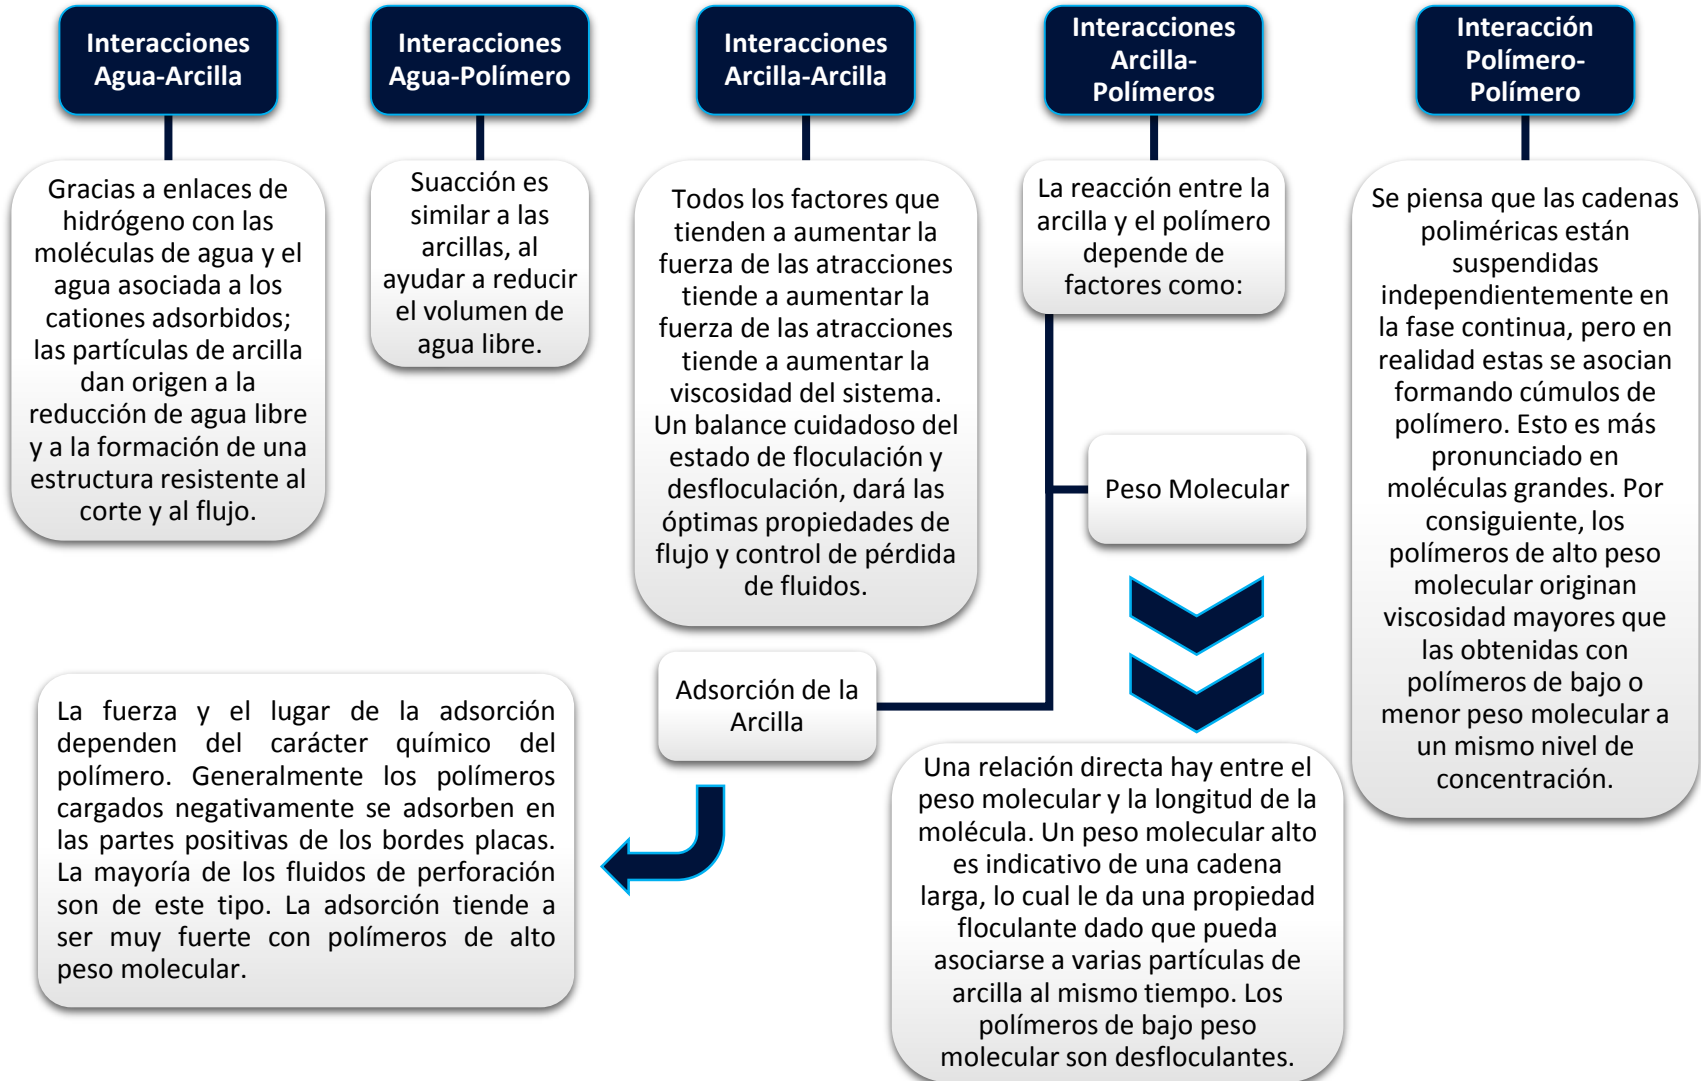 Interacciones
Agua-Arcilla
Gracias a enlaces de
hidrógeno con las
moléculas de agua y el
agua asociada a los
cationes adsorbidos;
las partículas de arcilla
dan origen a la
reducción de agua libre
y a la formación de una
estructura resistente al
corte y al flujo.
Interacciones
Agua-Polímero
Suacción es
similar a las
arcillas, al
ayudar a reducir
el volumen de
agua libre.
Interacciones
Arcilla-Arcilla
Todos los factores que
tienden a aumentar la
fuerza de las atracciones
tiende a aumentar la
fuerza de las atracciones
tiende a aumentar la
viscosidad del sistema.
Un balance cuidadoso del
estado de floculación y
desfloculación, dará las
óptimas propiedades de
flujo y control de pérdida
de fluidos.
Interacciones
Arcilla-
Polímeros
La reacción entre la
arcilla y el polímero
depende de
factores como:
Peso Molecular
Una relación directa hay entre el
peso molecular y la longitud de la
molécula. Un peso molecular alto
es indicativo de una cadena
larga, lo cual le da una propiedad
floculante dado que pueda
asociarse a varias partículas de
arcilla al mismo tiempo. Los
polímeros de bajo peso
molecular son desfloculantes.
Adsorción de la
Arcilla
La fuerza y el lugar de la adsorción
dependen del carácter químico del
polímero. Generalmente los polímeros
cargados negativamente se adsorben en
las partes positivas de los bordes placas.
La mayoría de los fluidos de perforación
son de este tipo. La adsorción tiende a
ser muy fuerte con polímeros de alto
peso molecular.
Interacción
Polímero-
Polímero
Se piensa que las cadenas
poliméricas están
suspendidas
independientemente en
la fase continua, pero en
realidad estas se asocian
formando cúmulos de
polímero. Esto es más
pronunciado en
moléculas grandes. Por
consiguiente, los
polímeros de alto peso
molecular originan
viscosidad mayores que
las obtenidas con
polímeros de bajo o
menor peso molecular a
un mismo nivel de
concentración.